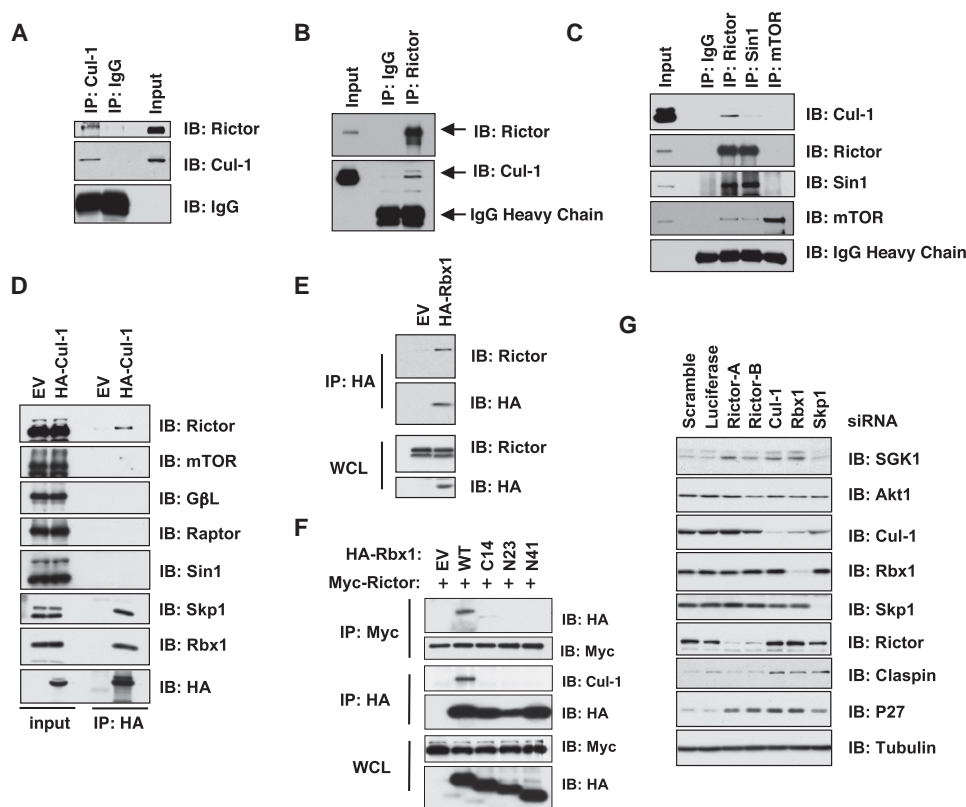 A
IP: Cul-1
IP: IgG
Input
IB: Rictor
IB: Cul-1
IB: IgG
B
Input
IP: IgG
IP: Rictor
IB: Rictor
IB: Cul-1
IgG Heavy Chain
C
Input
IP: IgG
IP: Rictor
IP: Sin1
IP: mTOR
IB: Cul-1
IB: Rictor
IB: Sin1
IB: mTOR
IB: IgG Heavy Chain
D
EV
HA-Cul-1
EV
HA-Cul-1
IB: Rictor
IB: mTOR
IB: GβL
IB: Raptor
IB: Sin1
IB: Skp1
IB: Rbx1
IB: HA
input
IP: HA
E
EV
HA-Rbx1
IP: HA
IB: Rictor
IB: HA
WCL
IB: Rictor
IB: HA
F
HA-Rbx1: EV WT C14 N23 N41
Myc-Rictor: + + + + +
IP: Myc
IB: HA
IB: Myc
IP: HA
IB: Cul-1
IB: HA
WCL
IB: Myc
IB: HA
G
Scramble
Luciferase
Rictor-A
Rictor-B
Cul-1
Rbx1
Skp1
siRNA
IB: SGK1
IB: Akt1
IB: Cul-1
IB: Rbx1
IB: Skp1
IB: Rictor
IB: Claspin
IB: P27
IB: Tubulin